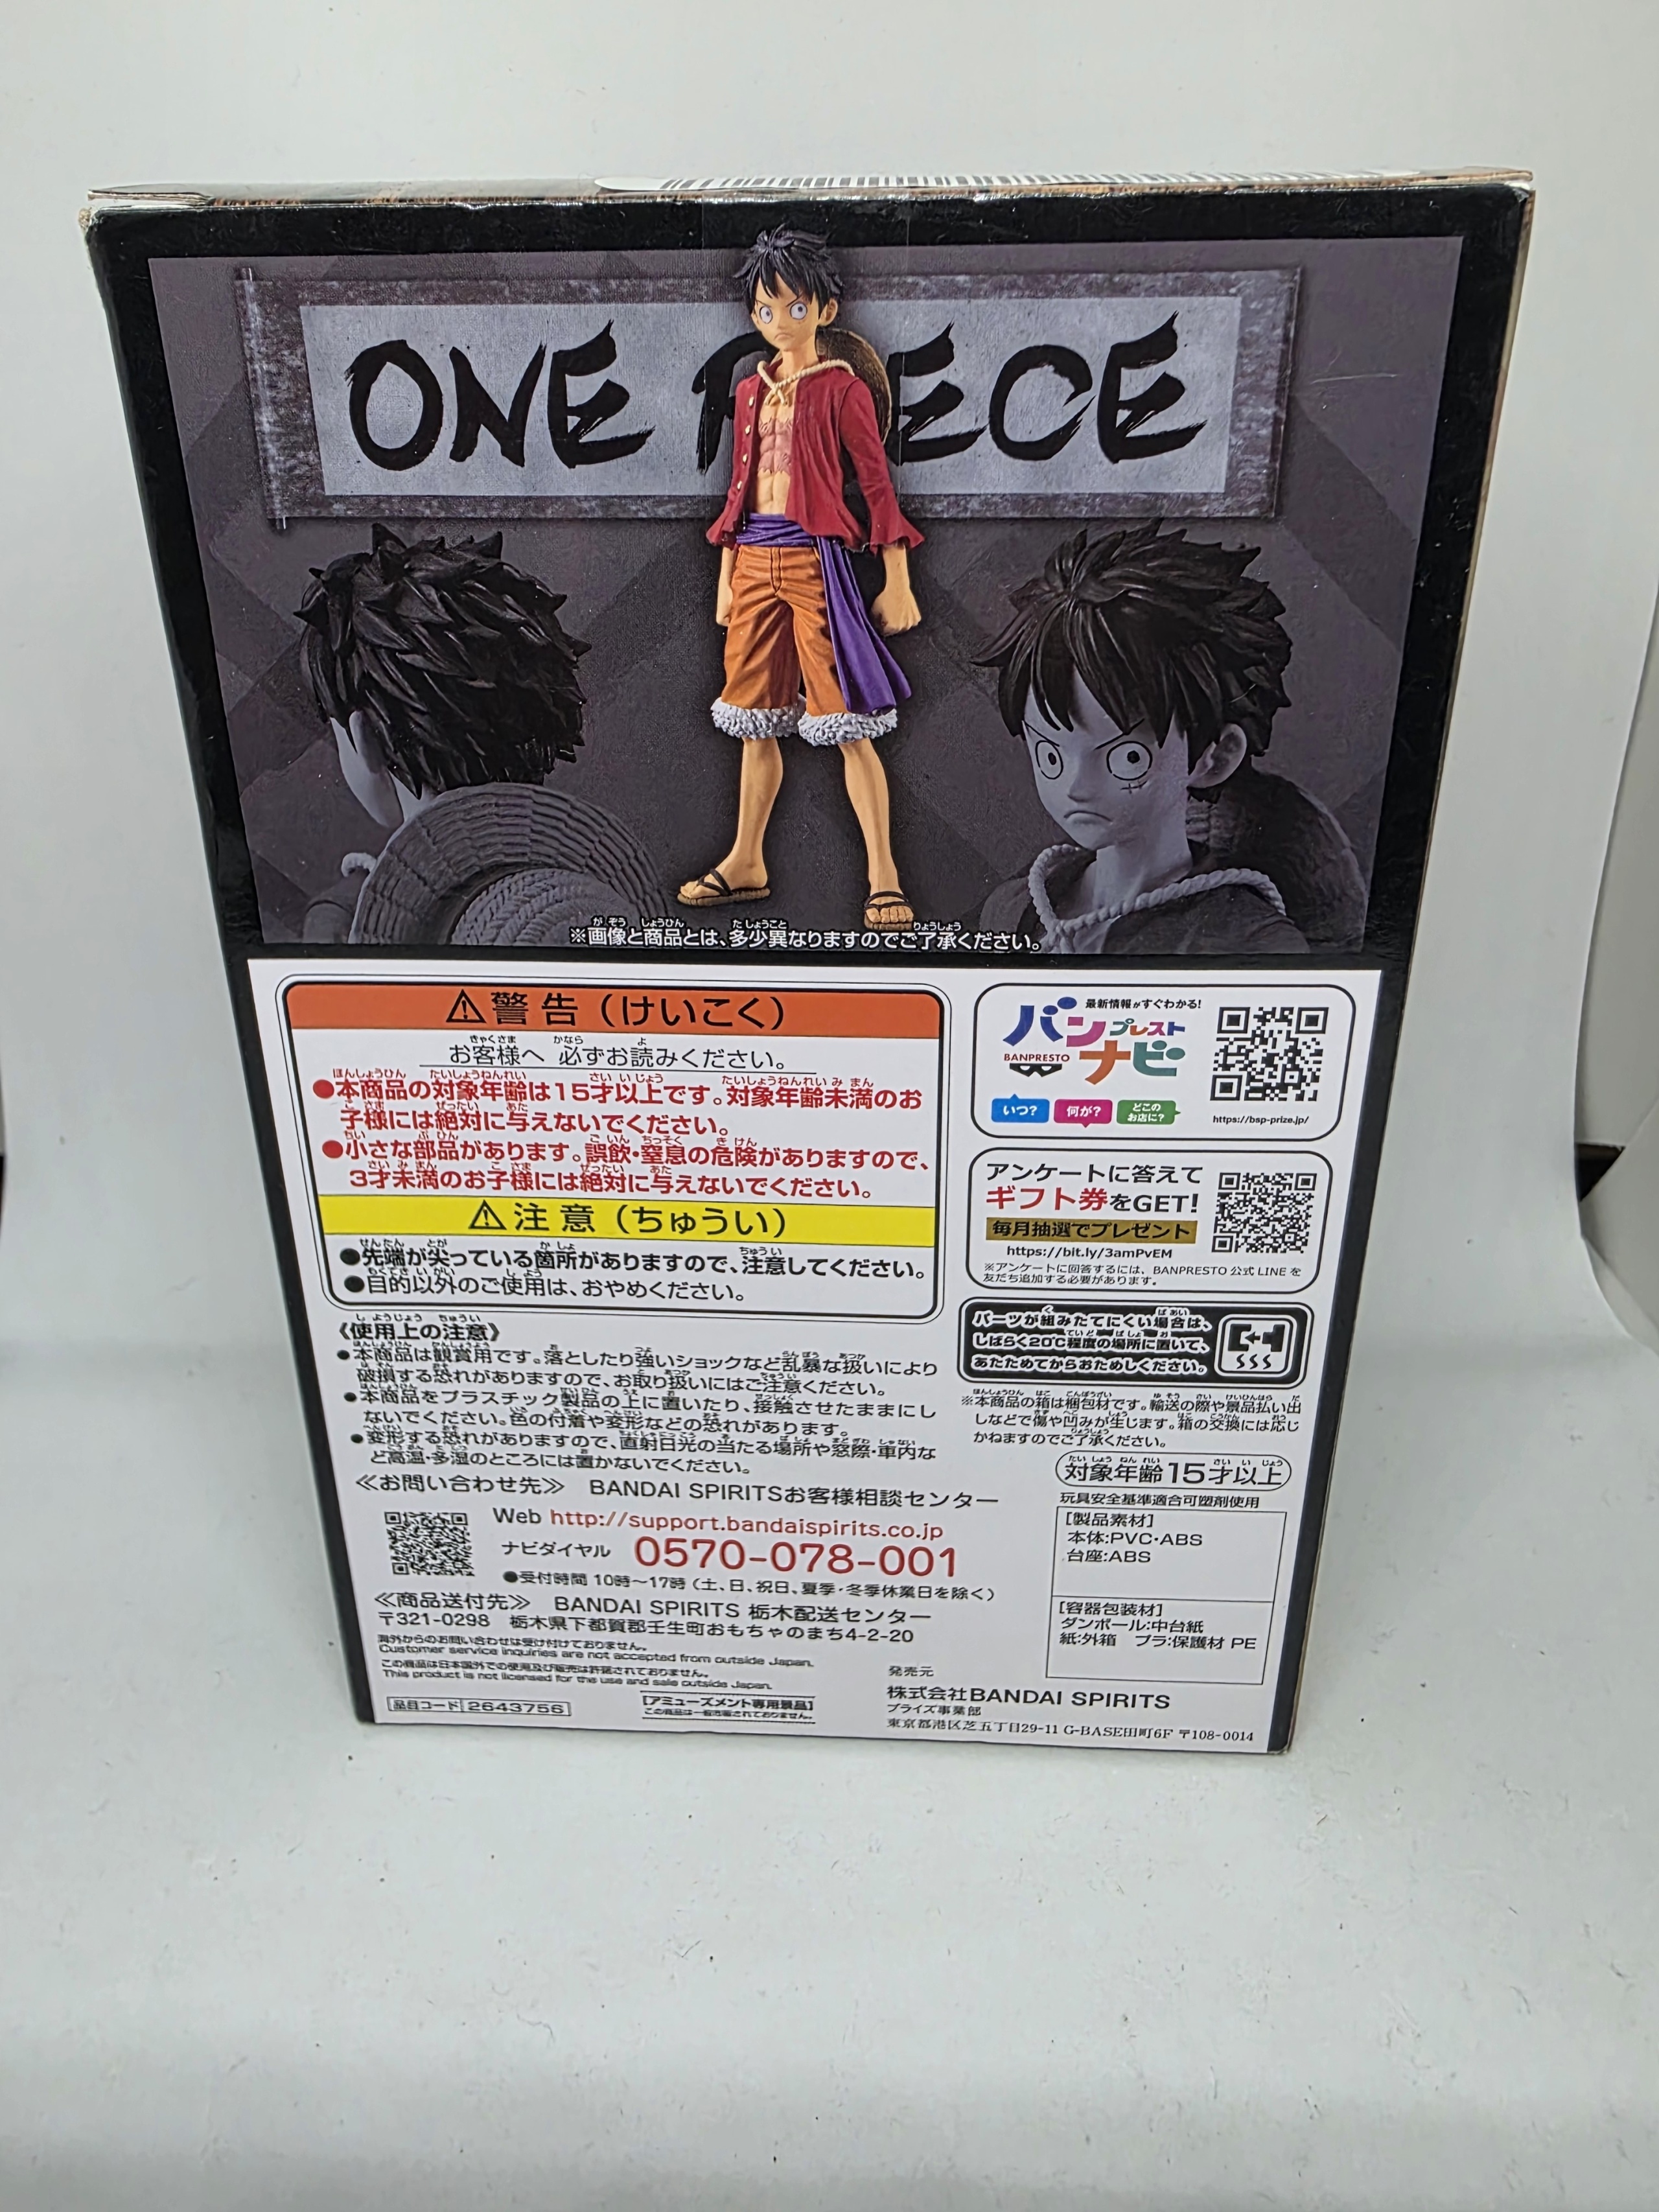 ONE PIECE
※画像と商品とは、多少異なりますのでご了承ください。
⚠警告（けいこく）
お客様へ 必ずお読みください。
●本商品の対象年齢は15才以上です。対象年齢未満のお
子様には絶対に与えないでください。
●小さな部品があります。誤飲・窒息の危険がありますので、
3才未満のお子様には絶対に与えないでください。
⚠注意（ちゅうい）
●先端が尖っている箇所がありますので、注意してください。
●目的以外のご使用は、おやめください。
《使用上の注意》
●本商品は観賞用です。落としたり強いショックなど乱暴な扱いにより
破損する恐れがありますので、お取り扱いにはご注意ください。
●本商品をプラスチック製品の上に置いたり、接触させたままにし
ないでください。色の付着や変形などの恐れがあります。
●変形する恐れがありますので、直射日光の当たる場所や窓際・車内な
ど高温・多湿のところには置かないでください。
≪お問い合わせ先≫ BANDAI SPIRITSお客様相談センター
Web http://support.bandaispirits.co.jp
ナビダイヤル 0570-078-001
●受付時間 10時～17時（土、日、祝日、夏季・冬季休業日を除く）
≪商品送付先≫ BANDAI SPIRITS 栃木配送センター
〒321-0298 栃木県下都賀郡壬生町おもちゃのまち4-2-20
海外からのお問い合わせは受け付けておりません。
Customer service inquiries are not accepted from outside Japan.
この商品は日本国外での使用及び販売は許諾されておりません。
This product is not licensed for the use and sale outside Japan.
品目コード 2643756
[アミューズメント専用景品]
この商品は一般市販されておりません。
最新情報がすぐわかる!
バンプレスト
BANPRESTO
ナビ
いつ?
何が?
どこの
お店に?
https://bsp-prize.jp/
アンケートに答えて
ギフト券をGET!
毎月抽選でプレゼント
https://bit.ly/3amPvEM
※アンケートに回答するには、BANPRESTO 公式 LINE を
友だち追加する必要があります。
パーツが組みたてにくい場合は、
しばらく20℃程度の場所に置いて、
あたためてからおためしください。
※本商品の箱は梱包材です。輸送の際や景品払い出
しなどで傷や凹みが生じます。箱の交換には応じ
かねますのでご了承ください。
対象年齢15才以上
玩具安全基準適合可塑剤使用
[製品素材]
本体:PVC・ABS
台座:ABS
[容器包装材]
ダンボール:中台紙
紙:外箱 プラ:保護材 PE
発売元
株式会社BANDAI SPIRITS
プライズ事業部
東京都港区芝五丁目29-11 G-BASE田町6F 〒108-0014